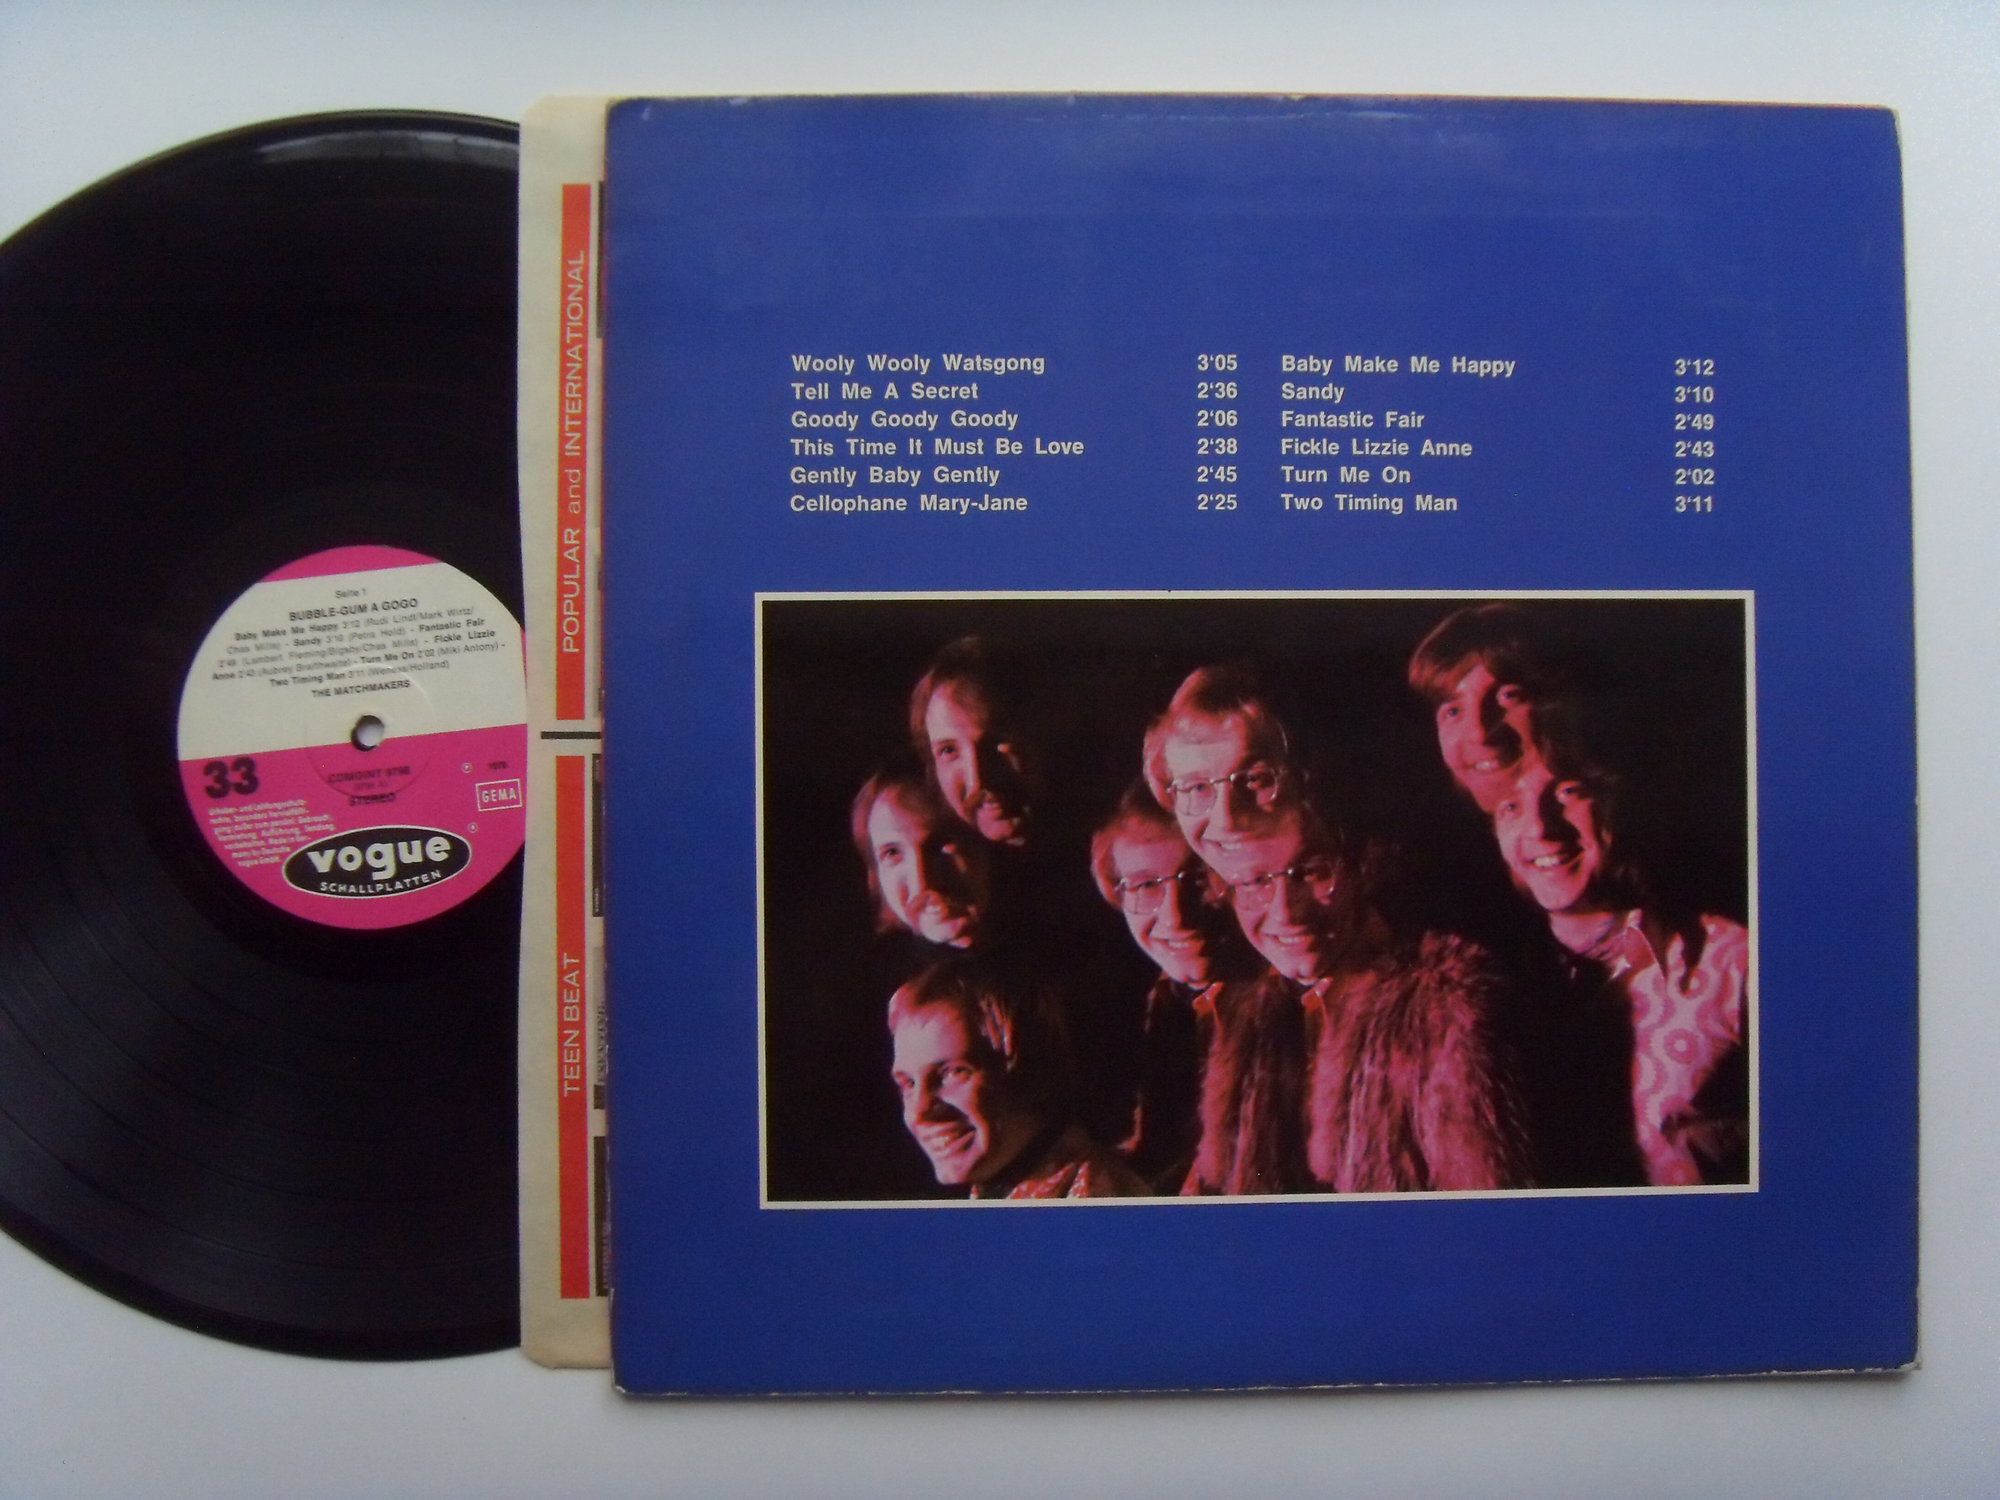 Seite 1
BUBBLE-GUM A GOGO
Baby Make Me Happy 3'12 (Rudi Lindt/Mark Wirtz/
Chas Mills) - Sandy 3'10 (Petra Hold) - Fantastic Fair
2'49 (Lambert Fleming/Bigsby/Chas Mills) - Fickle Lizzie
Anne 2'43 (Aubrey Braithwaite) - Turn Me On 2'02 (Miki Antony) -
Two Timing Man 3'11
THE MATCHMAKERS
33
STEREO
GEMA
vogue
SCHALLPLATTEN
POPULAR and INTERNATIONAL
TEEN BEAT
Wooly Wooly Watsgong 3‘05
Tell Me A Secret 2‘36
Goody Goody Goody 2‘06
This Time It Must Be Love 2‘38
Gently Baby Gently 2‘45
Cellophane Mary-Jane 2‘25
Baby Make Me Happy 3‘12
Sandy 3‘10
Fantastic Fair 2‘49
Fickle Lizzie Anne 2‘43
Turn Me On 2‘02
Two Timing Man 3‘11